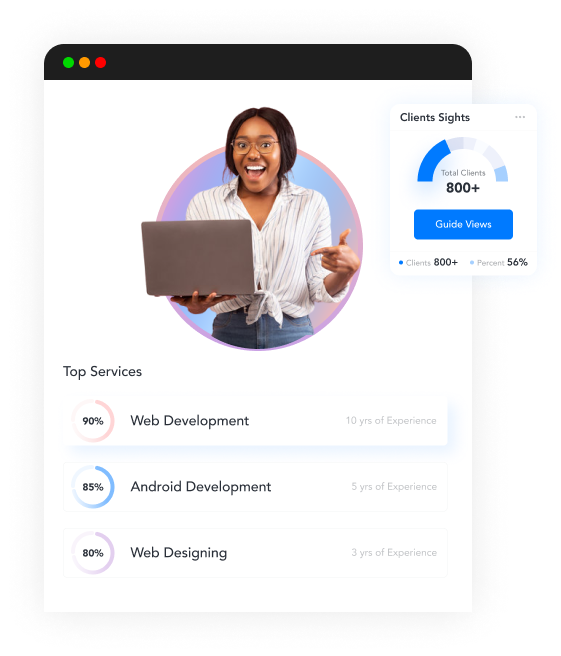 Clients Sights
Total Clients
800+
Guide Views
Clients 800+ Percent 56%
Top Services
90% Web Development 10 yrs of Experience
85% Android Development 5 yrs of Experience
80% Web Designing 3 yrs of Experience